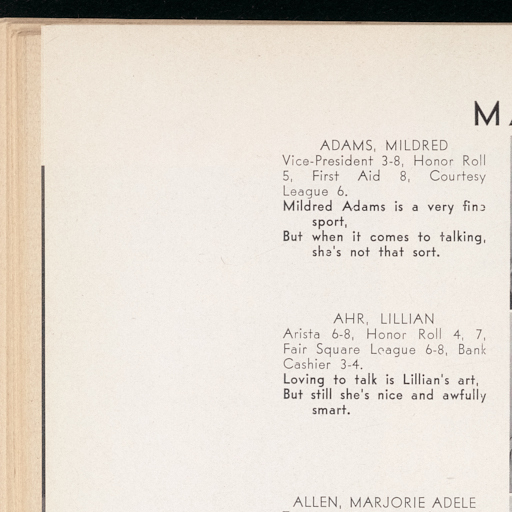 ADAMS, MILDRED
Vice-President 3-8, Honor Roll
5, First Aid 8, Courtesy
League 6.
Mildred Adams is a very fine
sport,
But when it comes to talking,
she's not that sort.
AHR, LILLIAN
Arista 6-8, Honor Roll 4, 7,
Fair Square League 6-8, Bank
Cashier 3-4.
Loving to talk is Lillian's art,
But still she's nice and awfully
smart.
ALLEN, MARJORIE ADELE